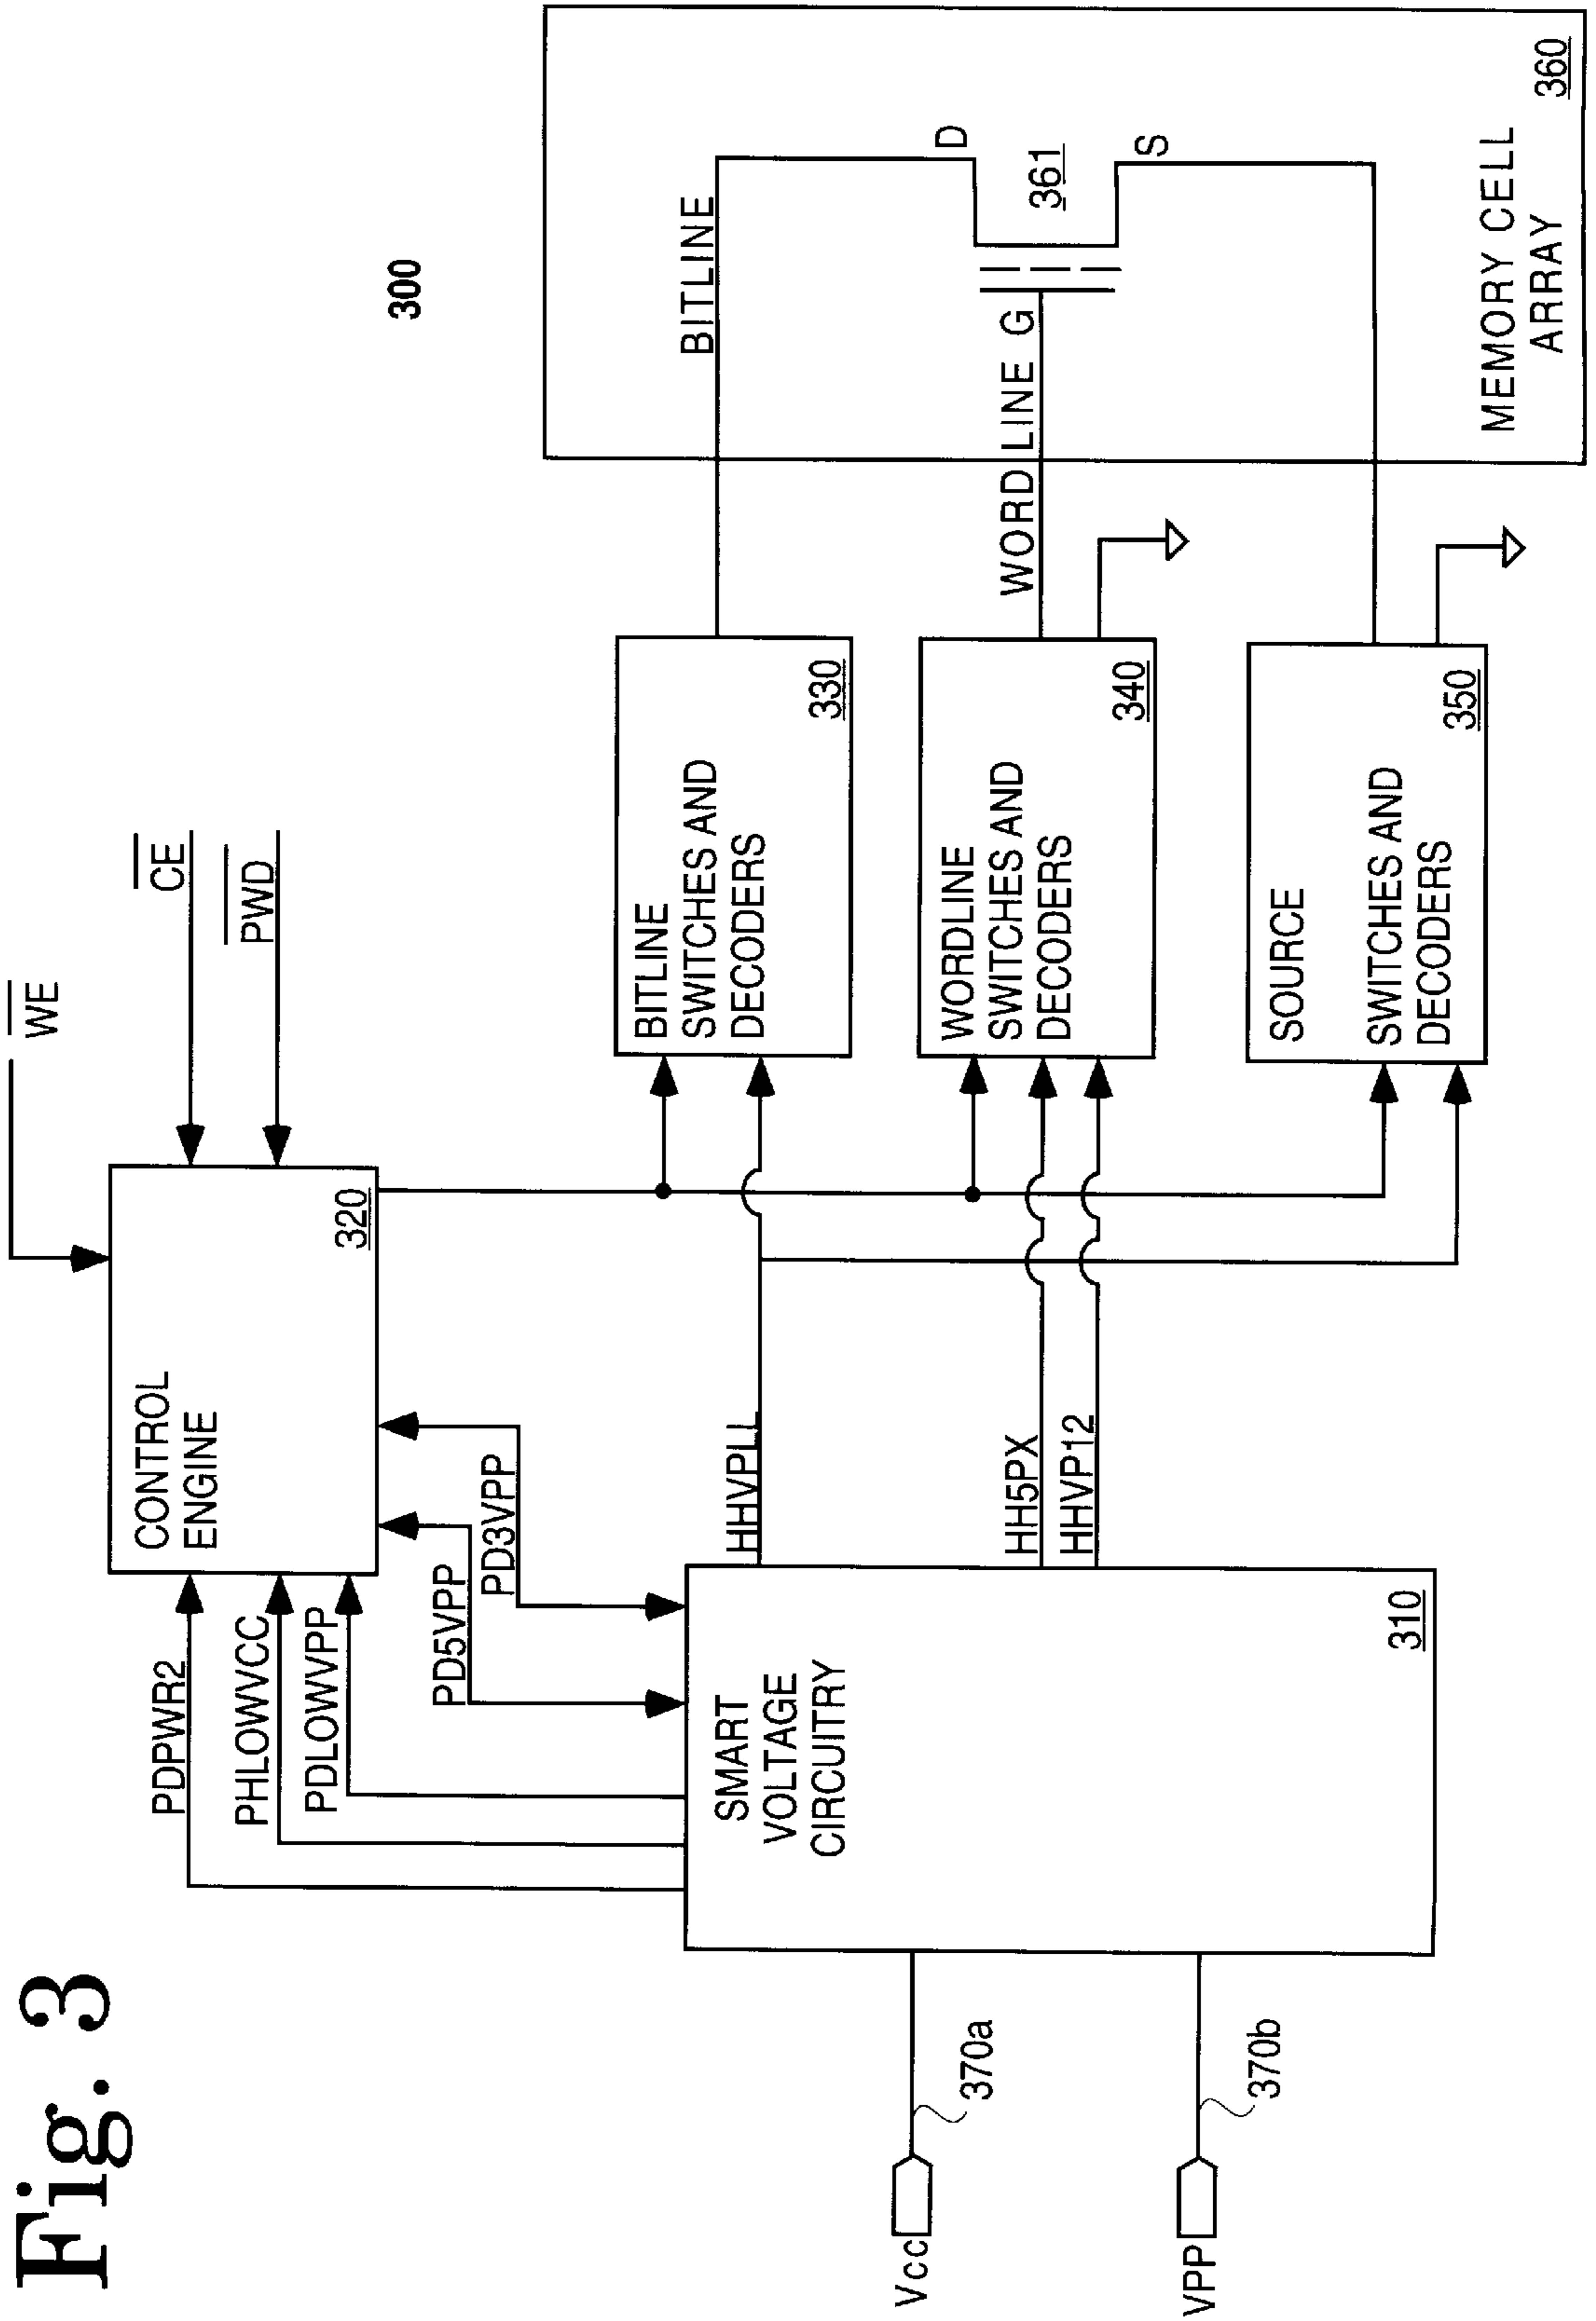 Fig. 3
300
WE
CE
PWD
CONTROL
ENGINE
320
PDPWR2
PHLOWVCC
PDLOWVPP
PD5VPP
PD3VPP
SMART
VOLTAGE
CIRCUITRY
310
Vcc
370a
VPP
370b
HHVPLL
HH5PX
HHVP12
BITLINE
SWITCHES AND
DECODERS
330
WORDLINE
SWITCHES AND
DECODERS
340
SOURCE
SWITCHES AND
DECODERS
350
BITLINE
WORD LINE G
D
361
S
MEMORY CELL
ARRAY
360